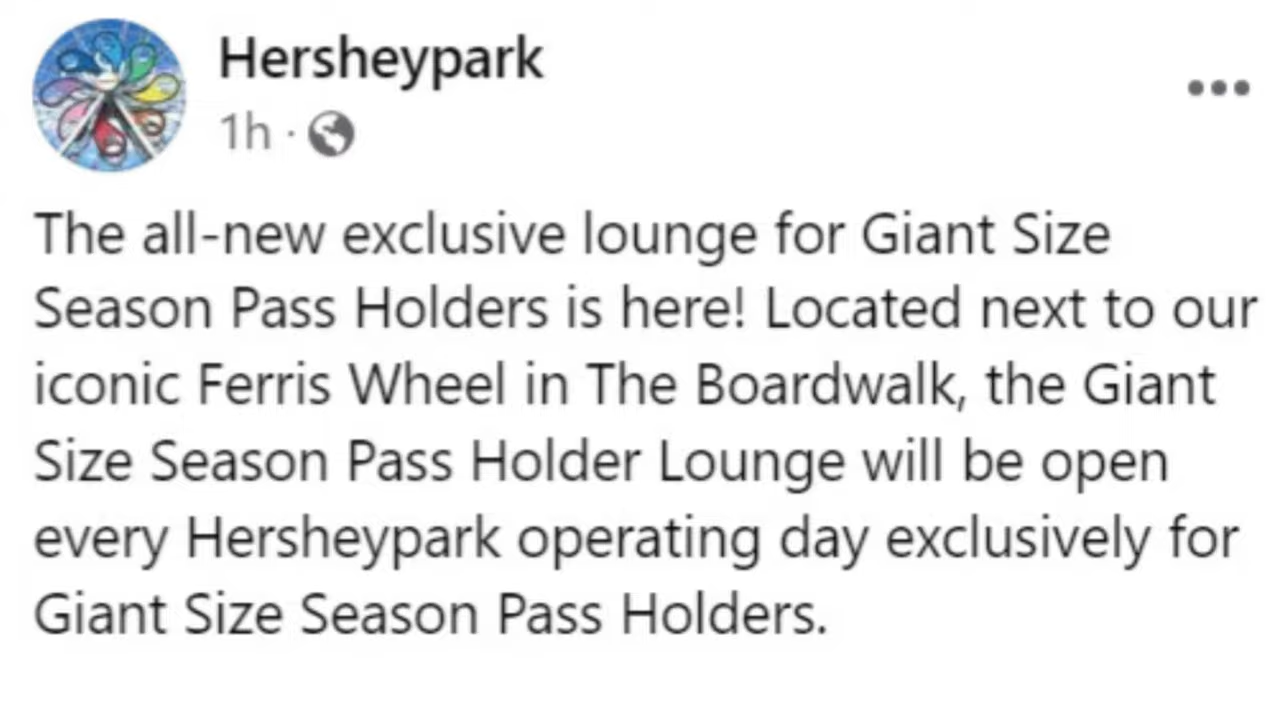 Hersheypark
1h ·
The all-new exclusive lounge for Giant Size
Season Pass Holders is here! Located next to our
iconic Ferris Wheel in The Boardwalk, the Giant
Size Season Pass Holder Lounge will be open
every Hersheypark operating day exclusively for
Giant Size Season Pass Holders.